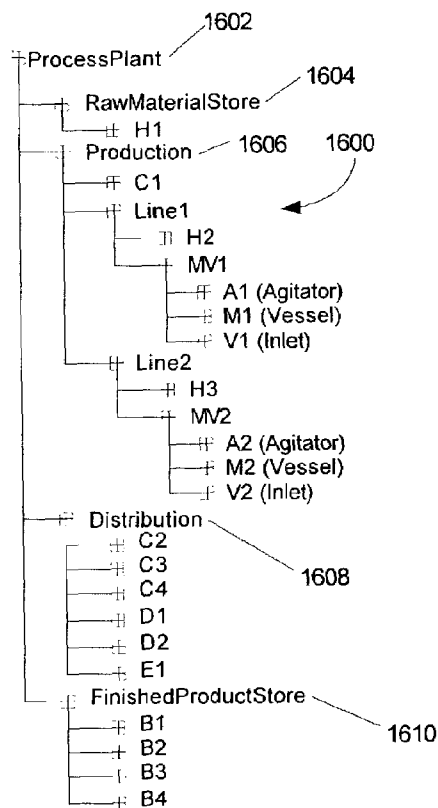 1602
ProcessPlant
1604
RawMaterialStore
H1
Production 1606 1600
C1
Line1
H2
MV1
A1 (Agitator)
M1 (Vessel)
V1 (Inlet)
Line2
H3
MV2
A2 (Agitator)
M2 (Vessel)
V2 (Inlet)
Distribution
C2
C3
1608
C4
D1
D2
E1
FinishedProductStore
B1
1610
B2
B3
B4